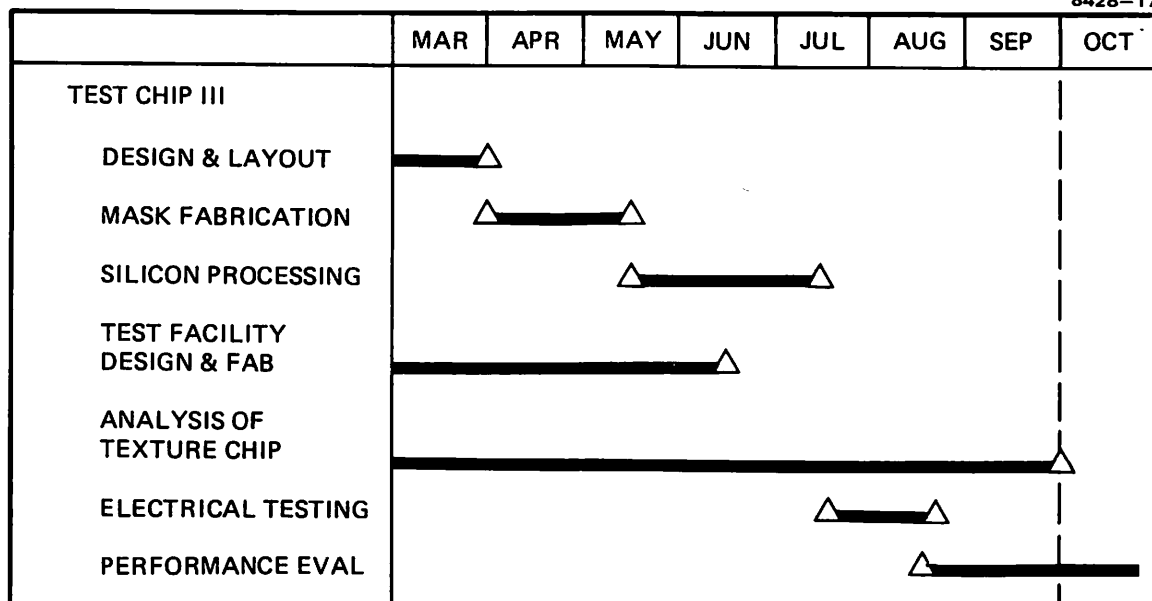 MAR APR MAY JUN JUL AUG SEP OCT
TEST CHIP III
DESIGN & LAYOUT
MASK FABRICATION
SILICON PROCESSING
TEST FACILITY
DESIGN & FAB
ANALYSIS OF
TEXTURE CHIP
ELECTRICAL TESTING
PERFORMANCE EVAL